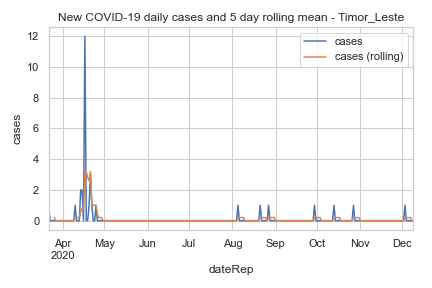 New COVID-19 daily cases and 5 day rolling mean - Timor_Leste
cases
cases (rolling)
12
10
8
6
4
2
0
cases
Apr May Jun Jul Aug Sep Oct Nov Dec
2020
dateRep